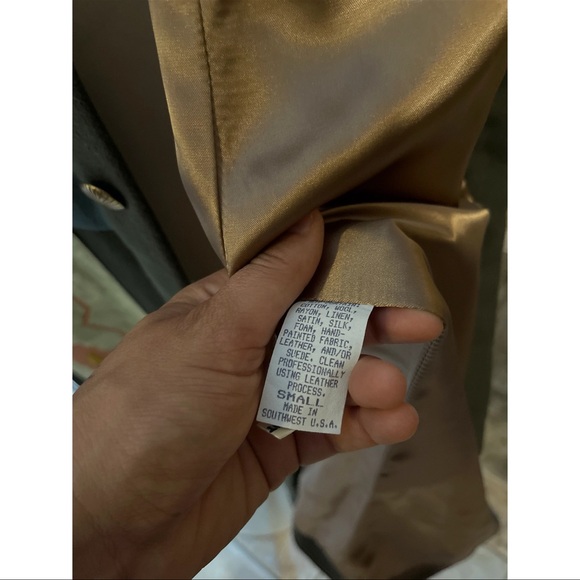 COTTON, WOOL,
RAYON, LINEN,
SATIN, SILK,
FOAM, HAND-
PAINTED FABRIC,
LEATHER, AND/OR
SUEDE. CLEAN
PROFESSIONALLY
USING LEATHER
PROCESS.
SMALL
MADE IN
SOUTHWEST U.S.A.